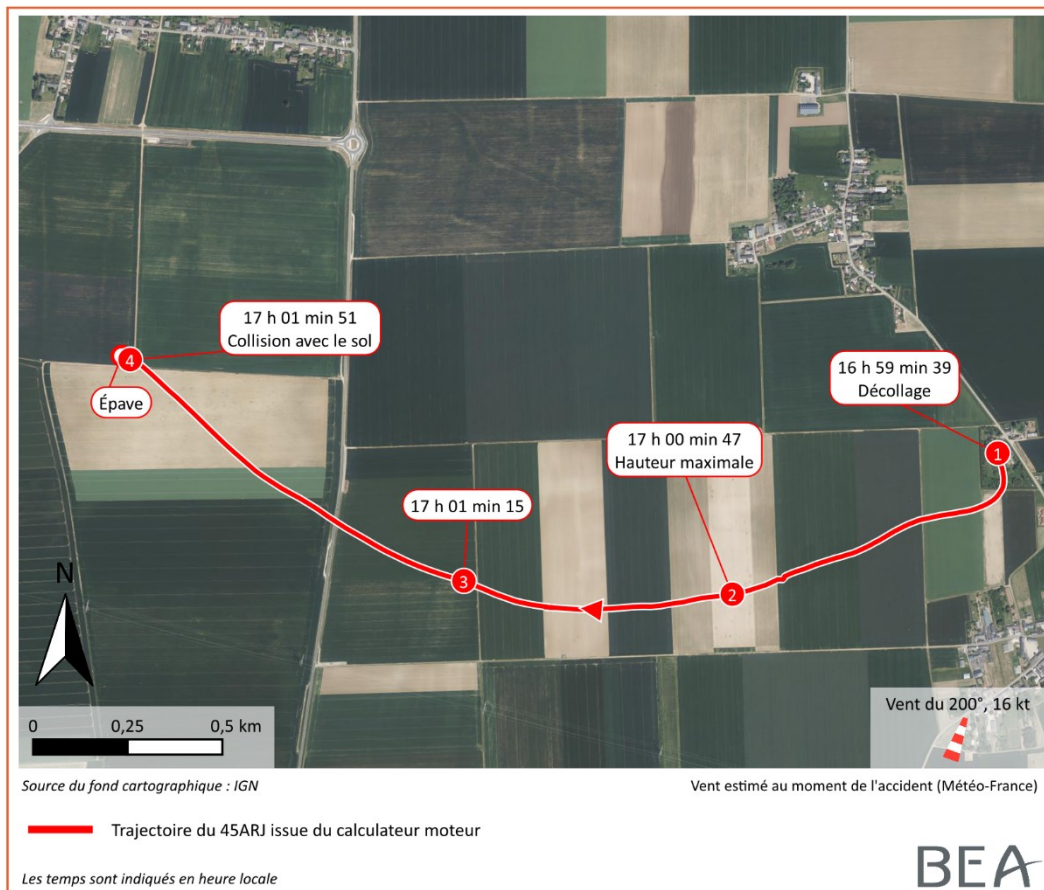 17 h 01 min 51
Collision avec le sol
4
Épave
16 h 59 min 39
Décollage
1
17 h 00 min 47
Hauteur maximale
17 h 01 min 15
3
2
N
0 0,25 0,5 km
Vent du 200°, 16 kt
Source du fond cartographique : IGN
Vent estimé au moment de l'accident (Météo-France)
Trajectoire du 45ARJ issue du calculateur moteur
Les temps sont indiqués en heure locale
BEA